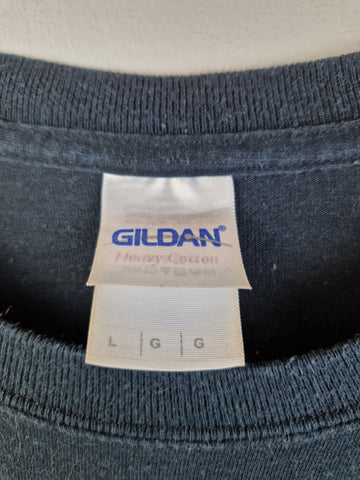 GILDAN®
Heavy Cotton
L | G | G